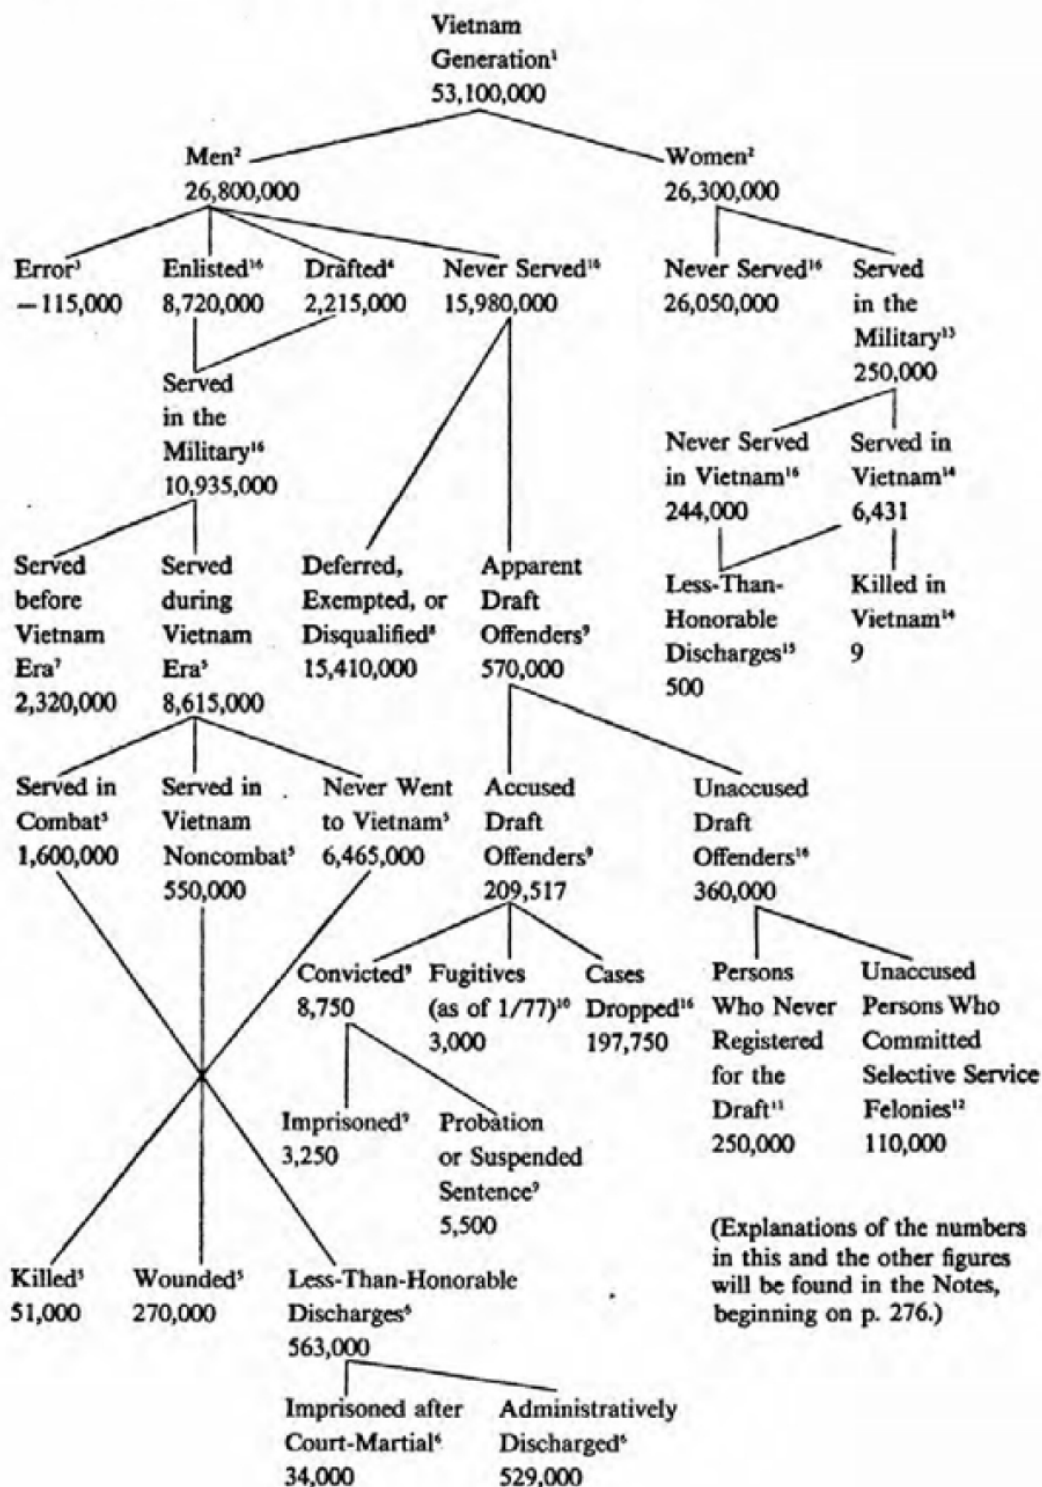 Vietnam
Generation¹
53,100,000
Men²
26,800,000
Women²
26,300,000
Error³
—115,000
Enlisted¹⁶
8,720,000
Drafted⁴
2,215,000
Never Served¹⁸
15,980,000
Never Served¹⁶
26,050,000
Served
in the
Military¹³
250,000
Served
in the
Military¹⁶
10,935,000
Never Served
in Vietnam¹⁶
244,000
Served in
Vietnam¹⁴
6,431
Served
before
Vietnam
Era⁷
2,320,000
Served
during
Vietnam
Era⁵
8,615,000
Deferred,
Exempted, or
Disqualified⁸
15,410,000
Apparent
Draft
Offenders⁹
570,000
Less-Than-
Honorable
Discharges¹⁵
500
Killed in
Vietnam¹⁴
9
Served in
Combat⁵
1,600,000
Served in
Vietnam
Noncombat⁵
550,000
Never Went
to Vietnam⁵
6,465,000
Accused
Draft
Offenders⁹
209,517
Unaccused
Draft
Offenders¹⁶
360,000
Convicted⁹
8,750
Fugitives
(as of 1/77)¹⁰
3,000
Cases
Dropped¹⁶
197,750
Persons
Who Never
Registered
for the
Draft¹¹
250,000
Unaccused
Persons Who
Committed
Selective Service
Felonies¹²
110,000
Imprisoned⁹
3,250
Probation
or Suspended
Sentence⁹
5,500
(Explanations of the numbers
in this and the other figures
will be found in the Notes,
beginning on p. 276.)
Killed⁵
51,000
Wounded⁵
270,000
Less-Than-Honorable
Discharges⁶
563,000
Imprisoned after
Court-Martial⁶
34,000
Administratively
Discharged⁶
529,000